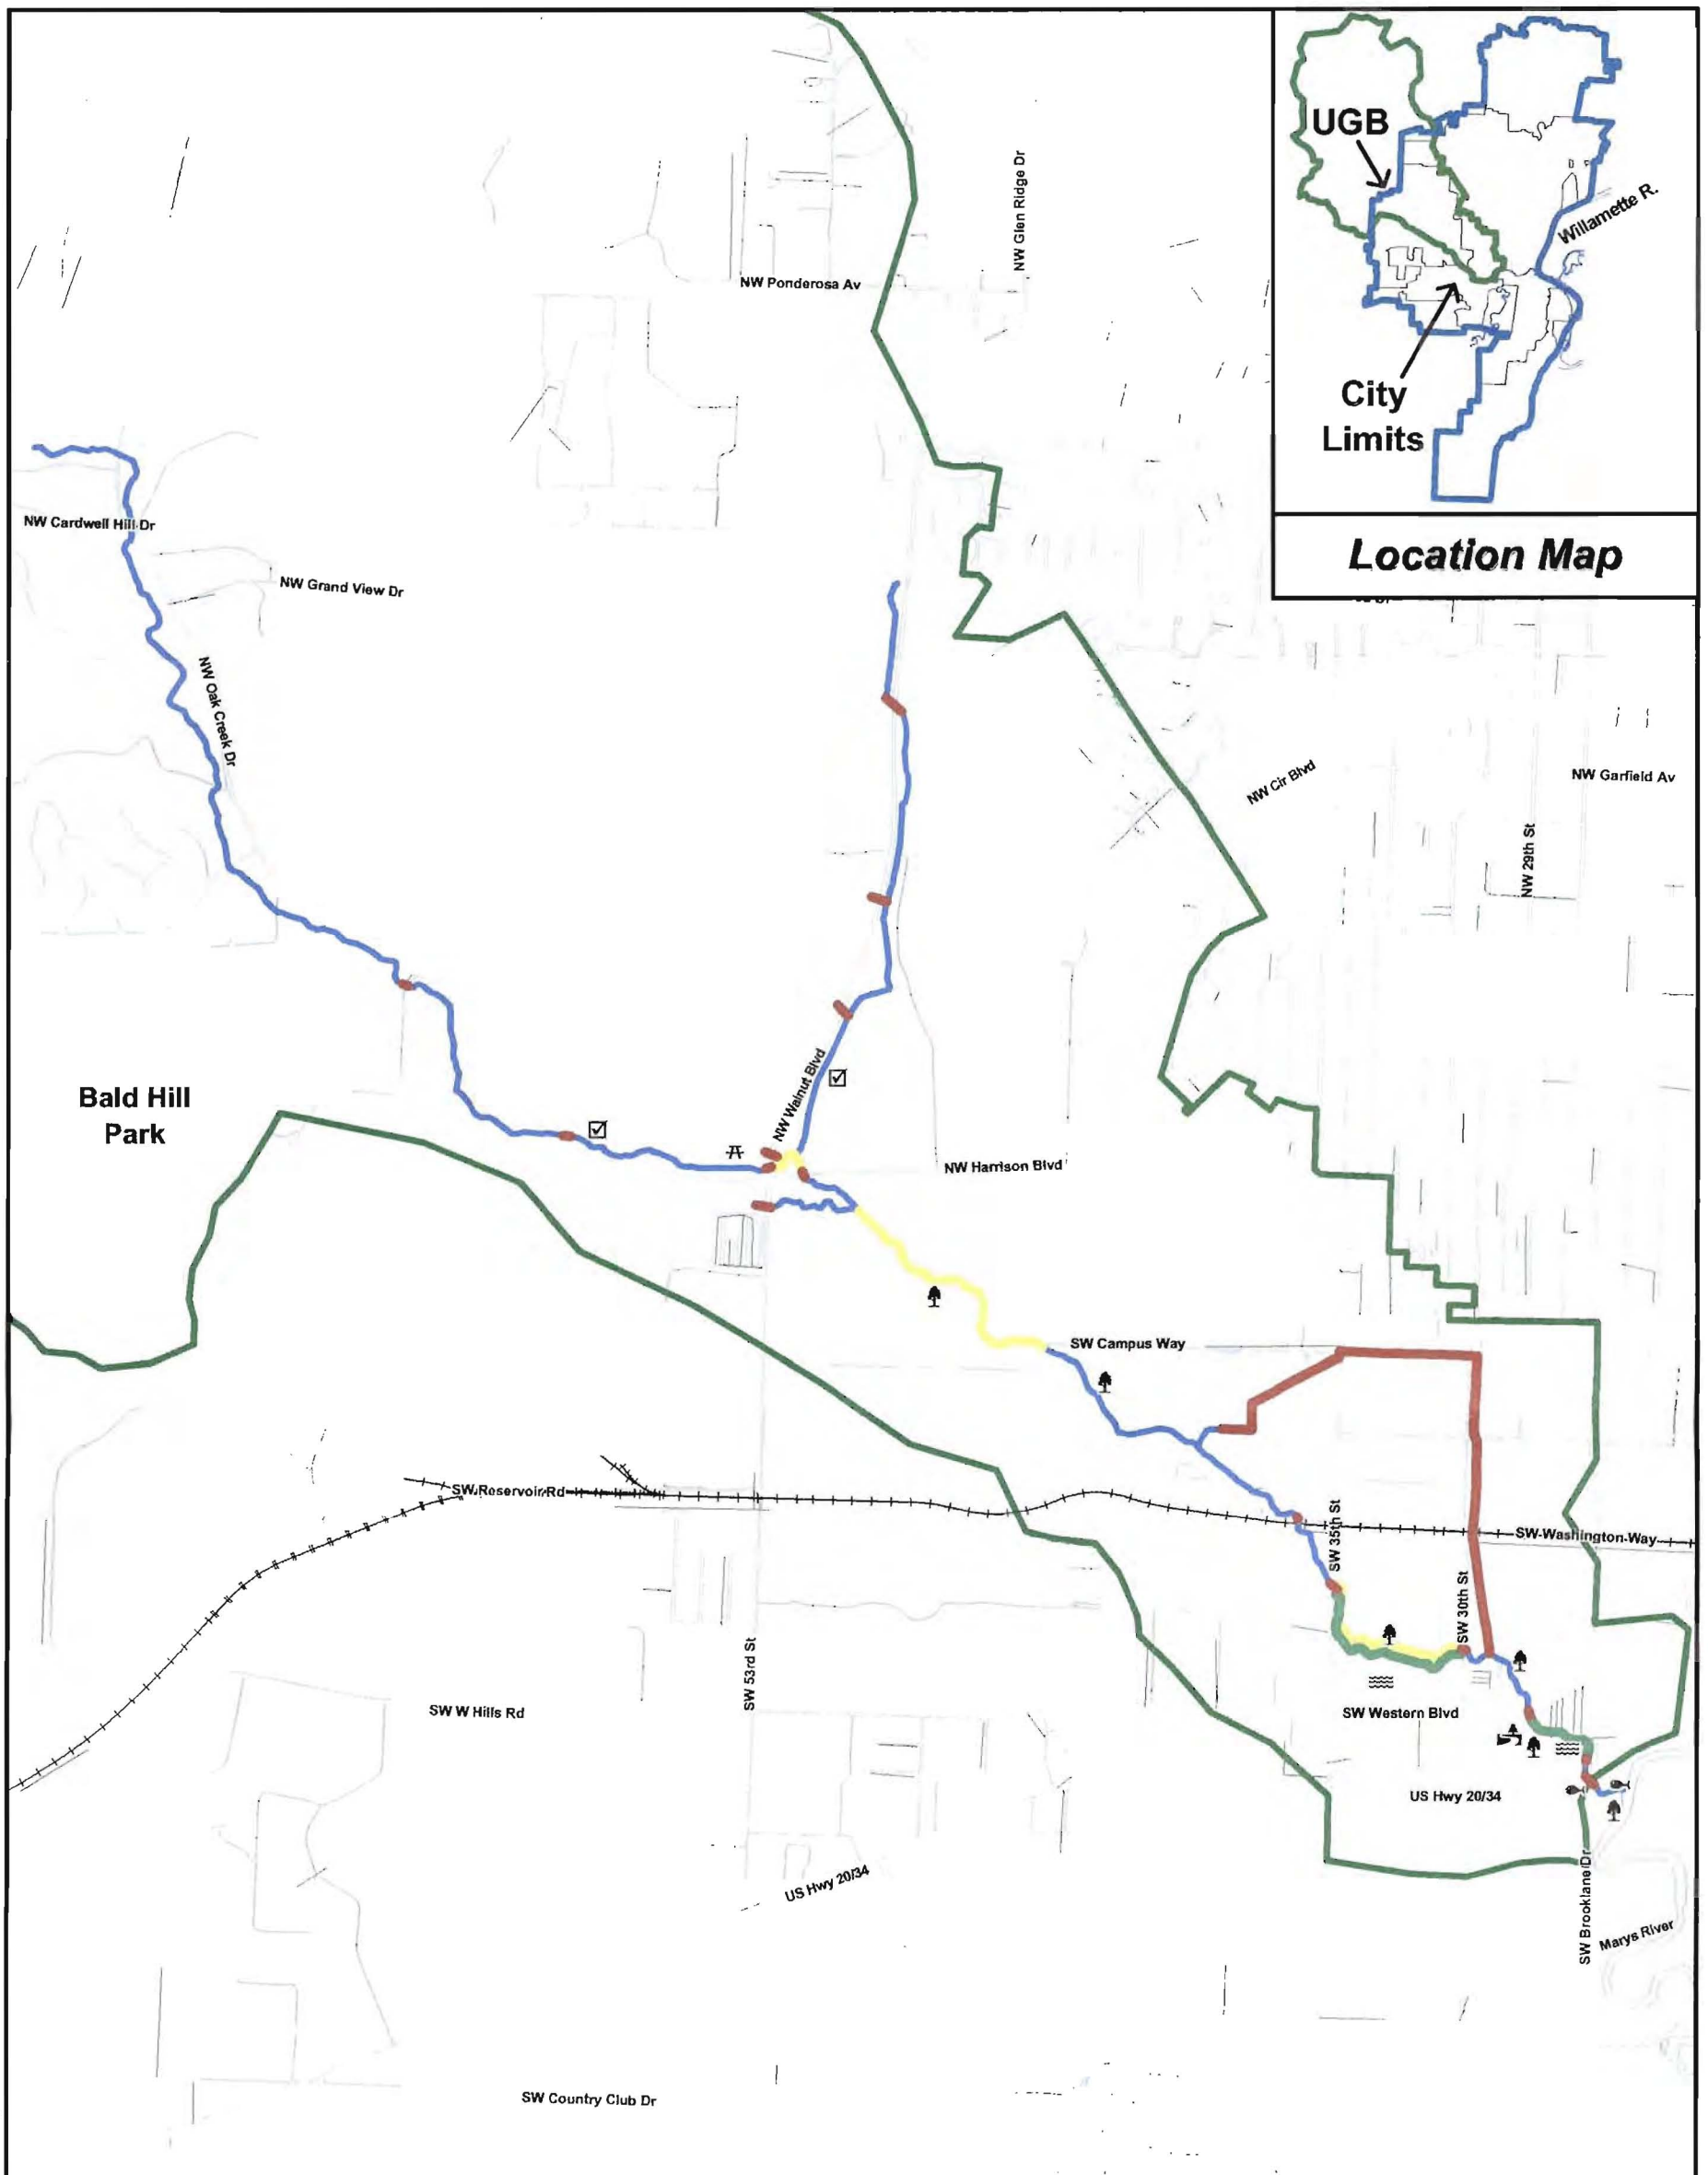 UGB
Willamette R.
City
Limits
Location Map
NW Glen Ridge Dr
NW Ponderosa Av
NW Cardwell Hill Dr
NW Grand View Dr
NW Oak Creek Dr
NW Cir Blvd
NW Garfield Av
NW 29th St
Bald Hill
Park
NW Walnut Blvd
NW Harrison Blvd
SW Campus Way
SW Reservoir Rd
SW 35th St
SW Washington Way
SW 30th St
SW 53rd St
SW W Hills Rd
SW Western Blvd
US Hwy 20/34
US Hwy 20/34
SW Brooklane Dr
Marys River
SW Country Club Dr